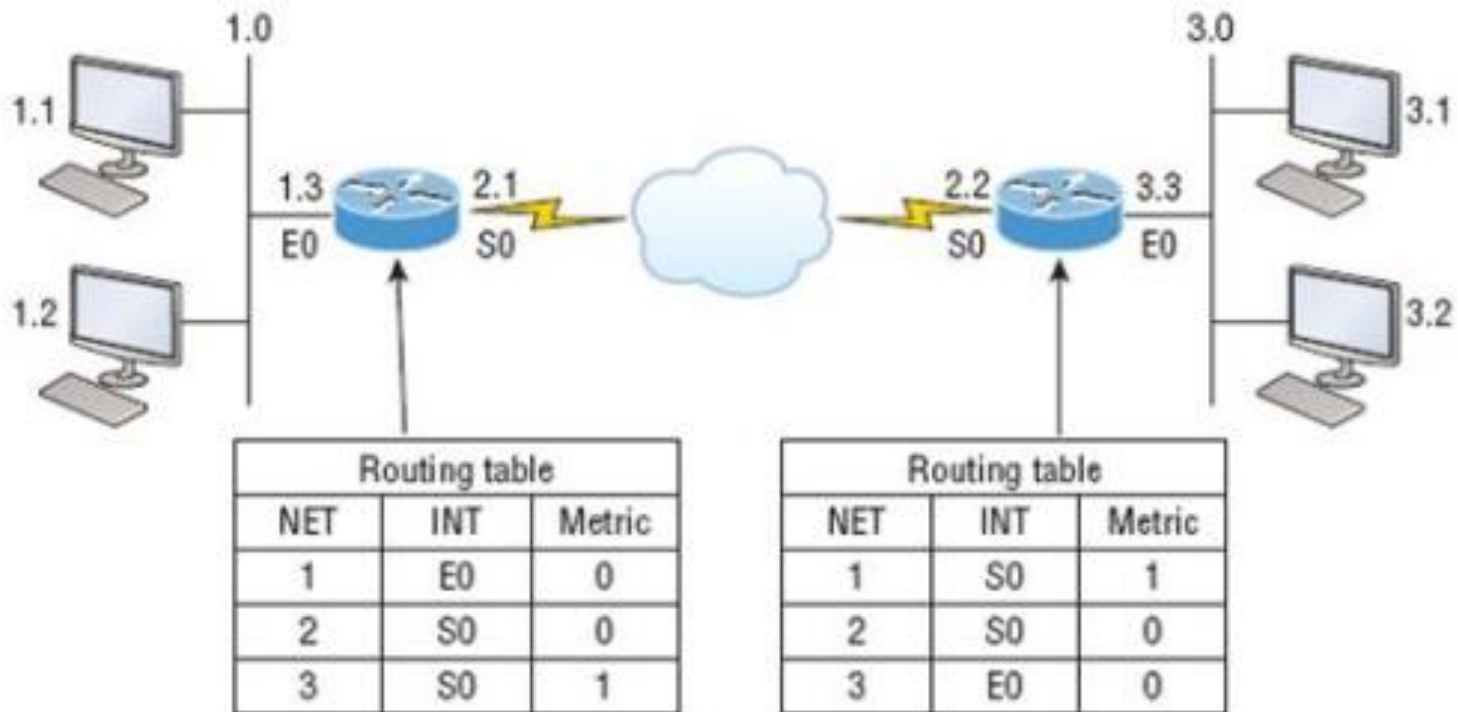 1.0
3.0
1.1
3.1
1.3
2.1
2.2
3.3
E0
S0
S0
E0
1.2
3.2
Routing table
NET INT Metric
1 E0 0
2 S0 0
3 S0 1
Routing table
NET INT Metric
1 S0 1
2 S0 0
3 E0 0